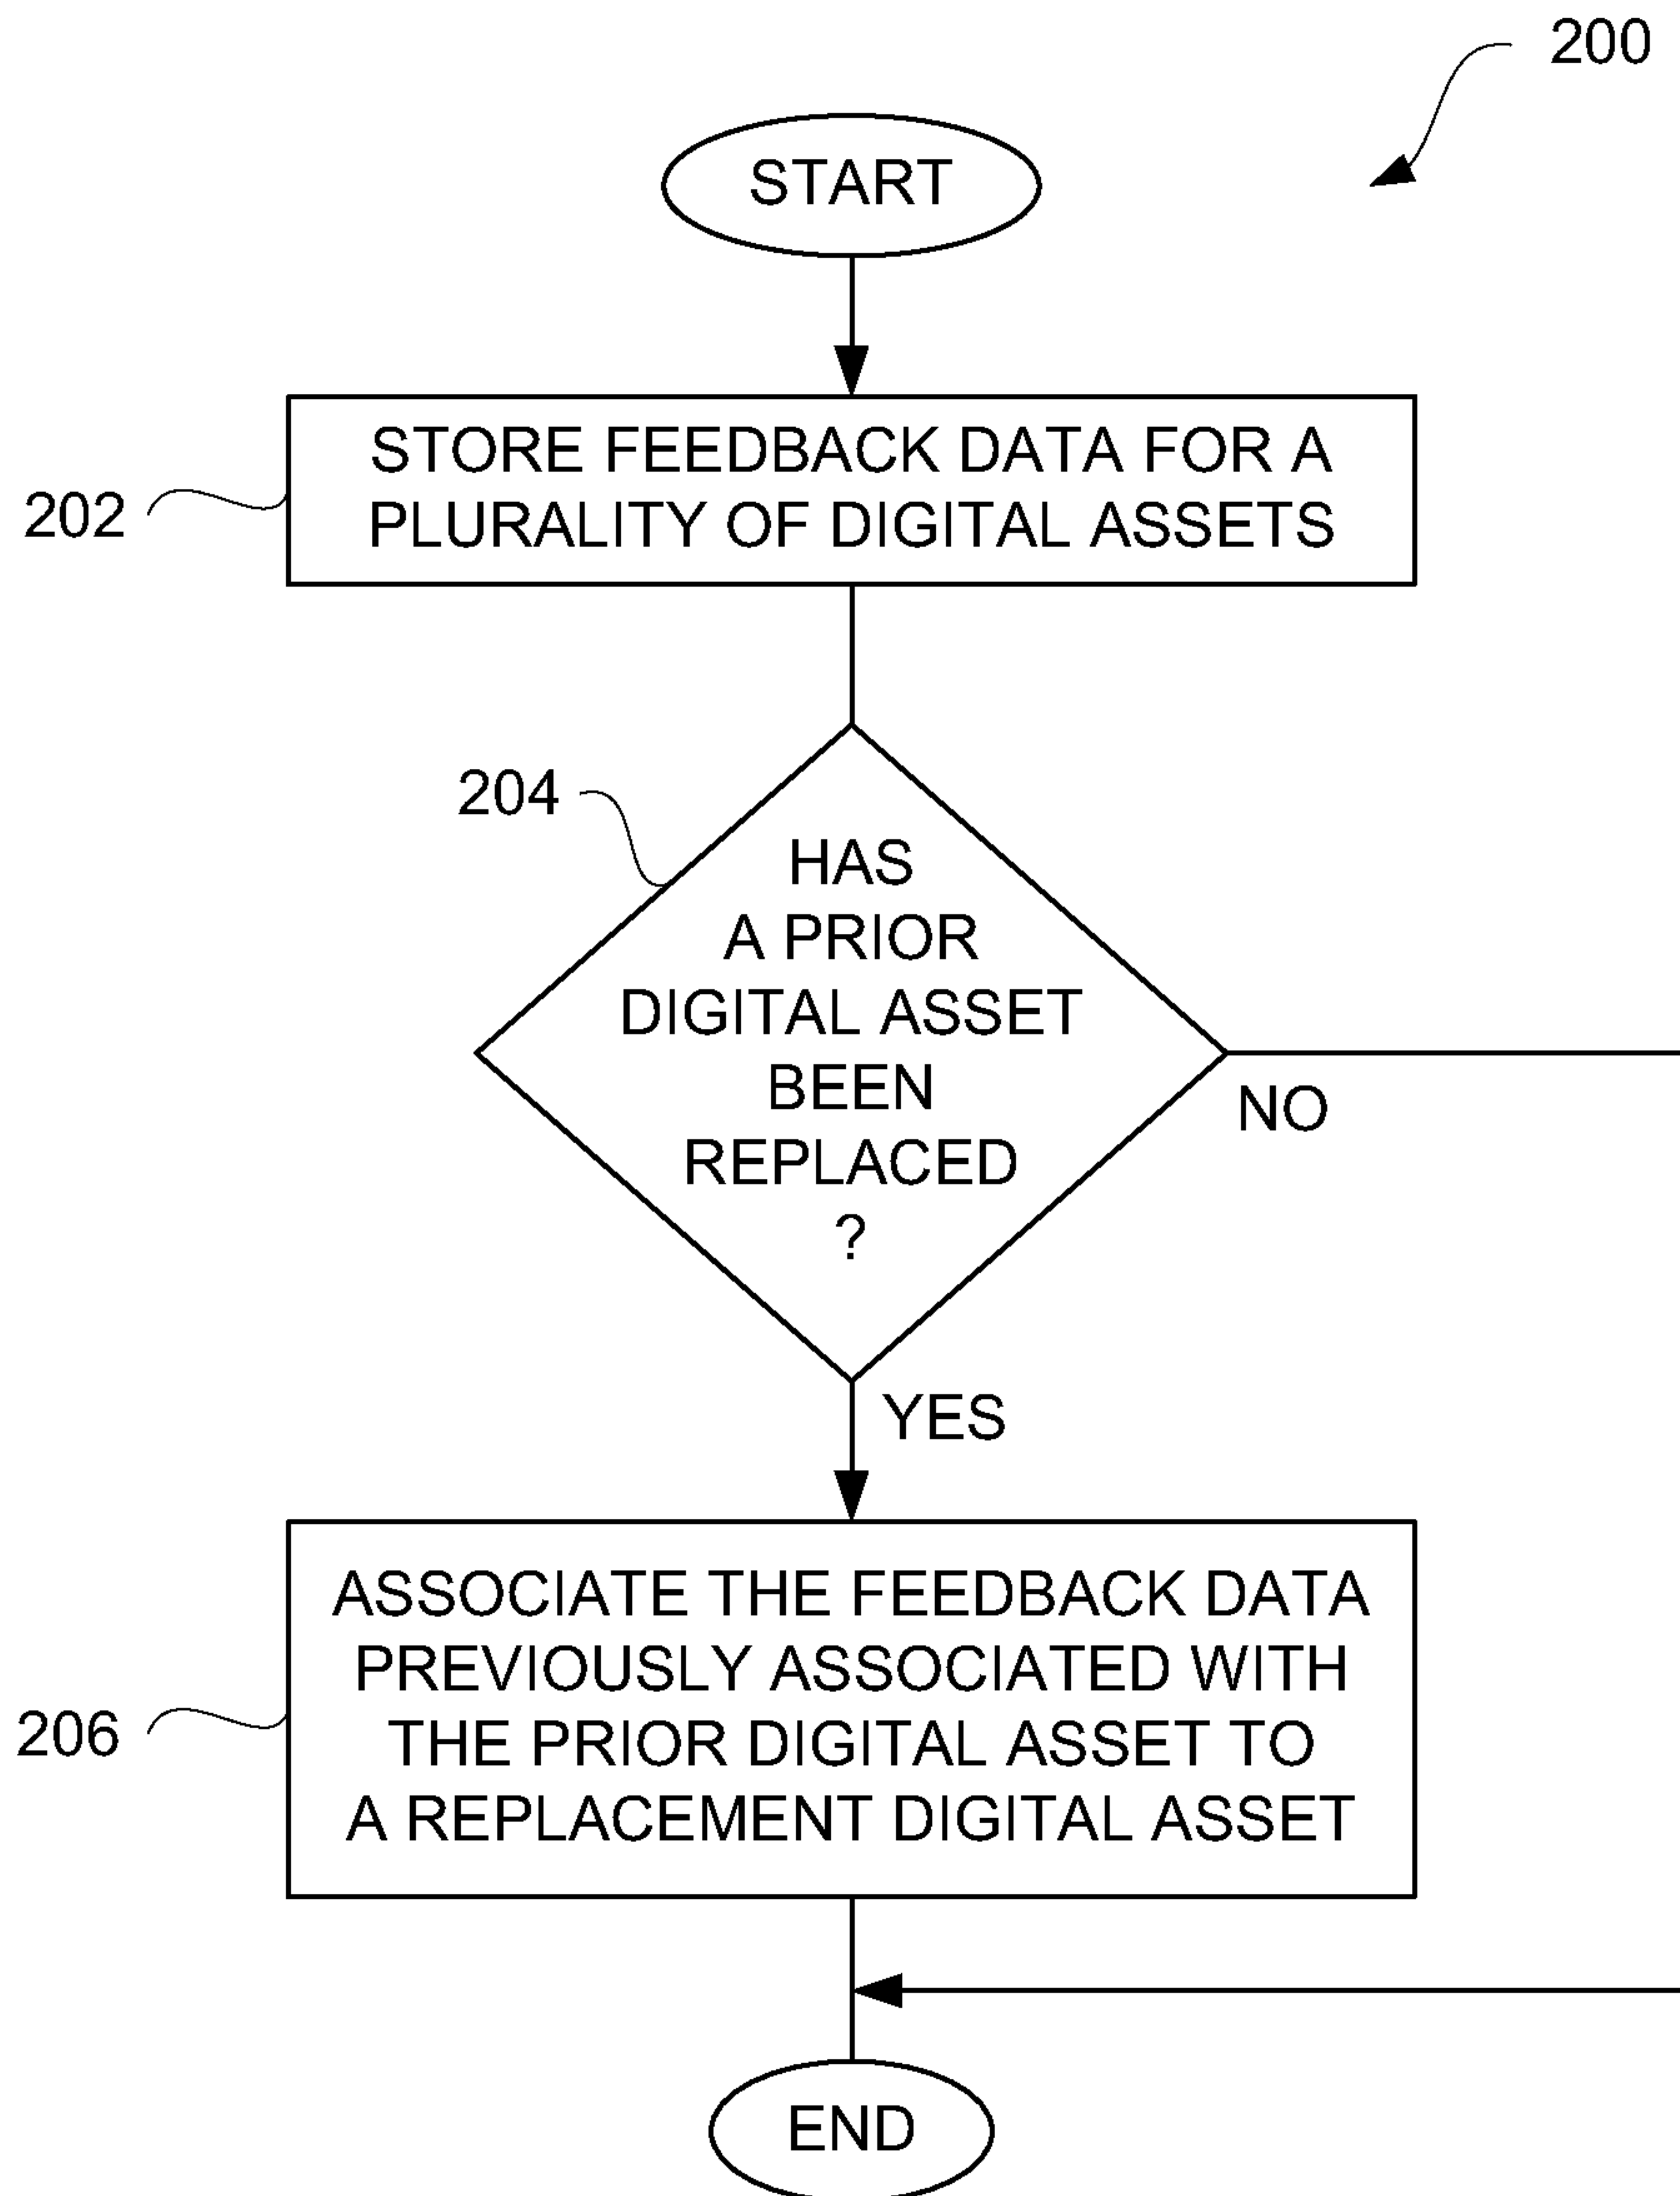 200
START
STORE FEEDBACK DATA FOR A
PLURALITY OF DIGITAL ASSETS
202
204
HAS
A PRIOR
DIGITAL ASSET
BEEN
REPLACED
?
NO
YES
ASSOCIATE THE FEEDBACK DATA
PREVIOUSLY ASSOCIATED WITH
THE PRIOR DIGITAL ASSET TO
A REPLACEMENT DIGITAL ASSET
206
END